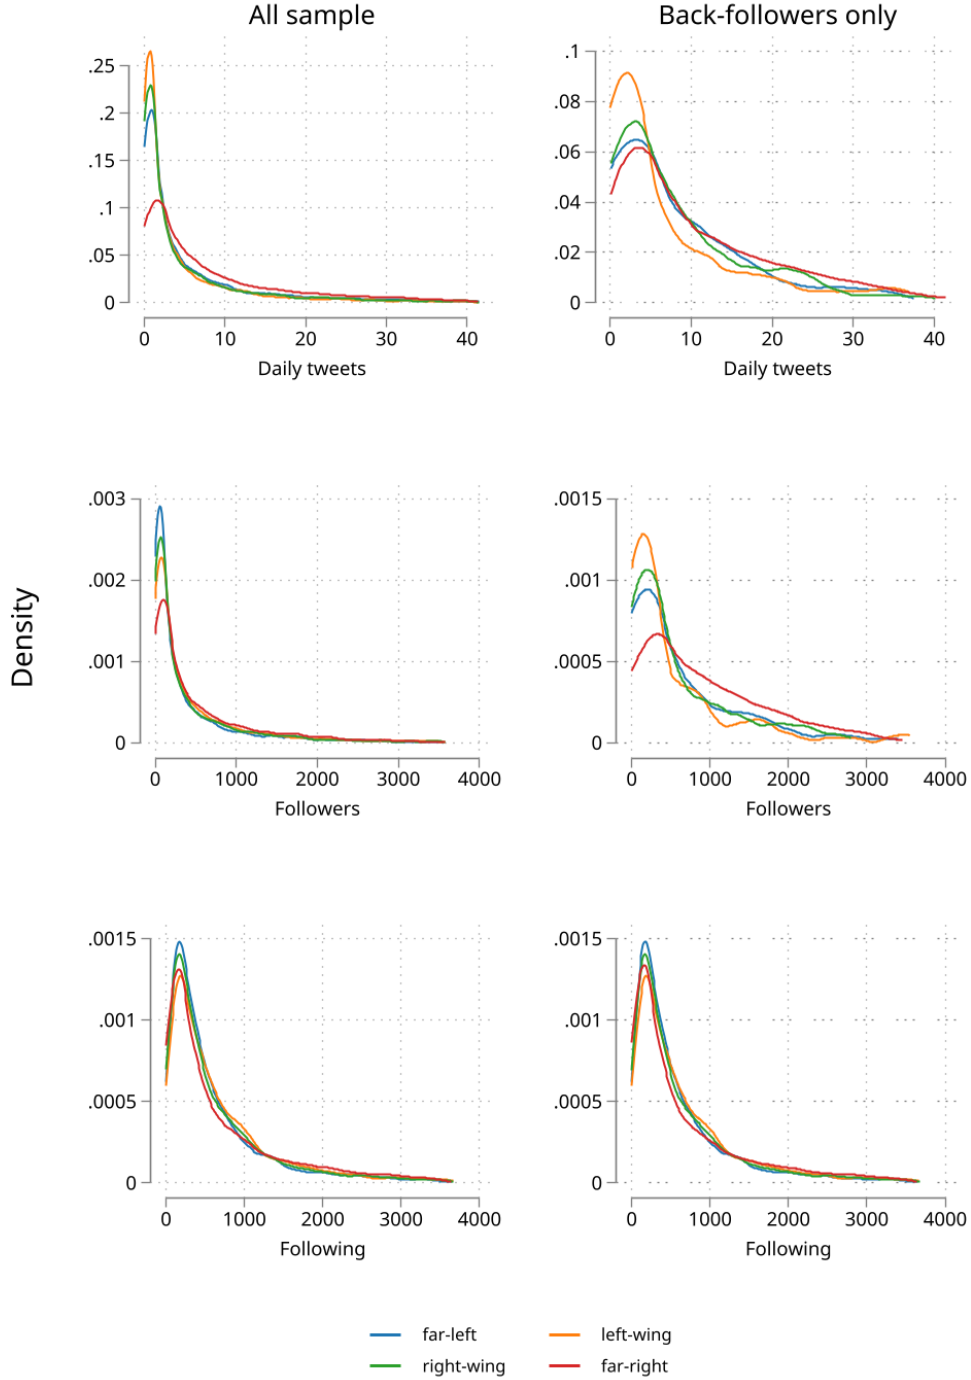 All sample
Back-followers only
.25
.2
.15
.1
.05
0
0 10 20 30 40
Daily tweets
.1
.08
.06
.04
.02
0
0 10 20 30 40
Daily tweets
Density
.003
.002
.001
0
0 1000 2000 3000 4000
Followers
.0015
.001
.0005
0
0 1000 2000 3000 4000
Followers
.0015
.001
.0005
0
0 1000 2000 3000 4000
Following
.0015
.001
.0005
0
0 1000 2000 3000 4000
Following
far-left left-wing
right-wing far-right